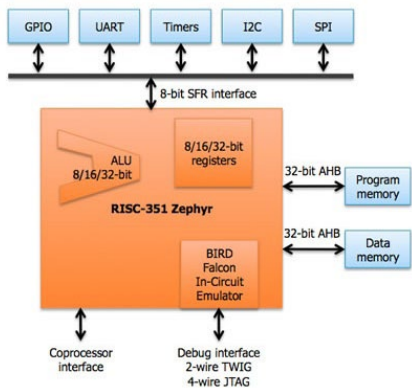 GPIO
UART
Timers
I2C
SPI
8-bit SFR interface
ALU
8/16/32-bit
8/16/32-bit
registers
RISC-351 Zephyr
32-bit AHB
Program
memory
32-bit AHB
Data
memory
BIRD
Falcon
In-Circuit
Emulator
Coprocessor
interface
Debug interface
2-wire TWIG
4-wire JTAG